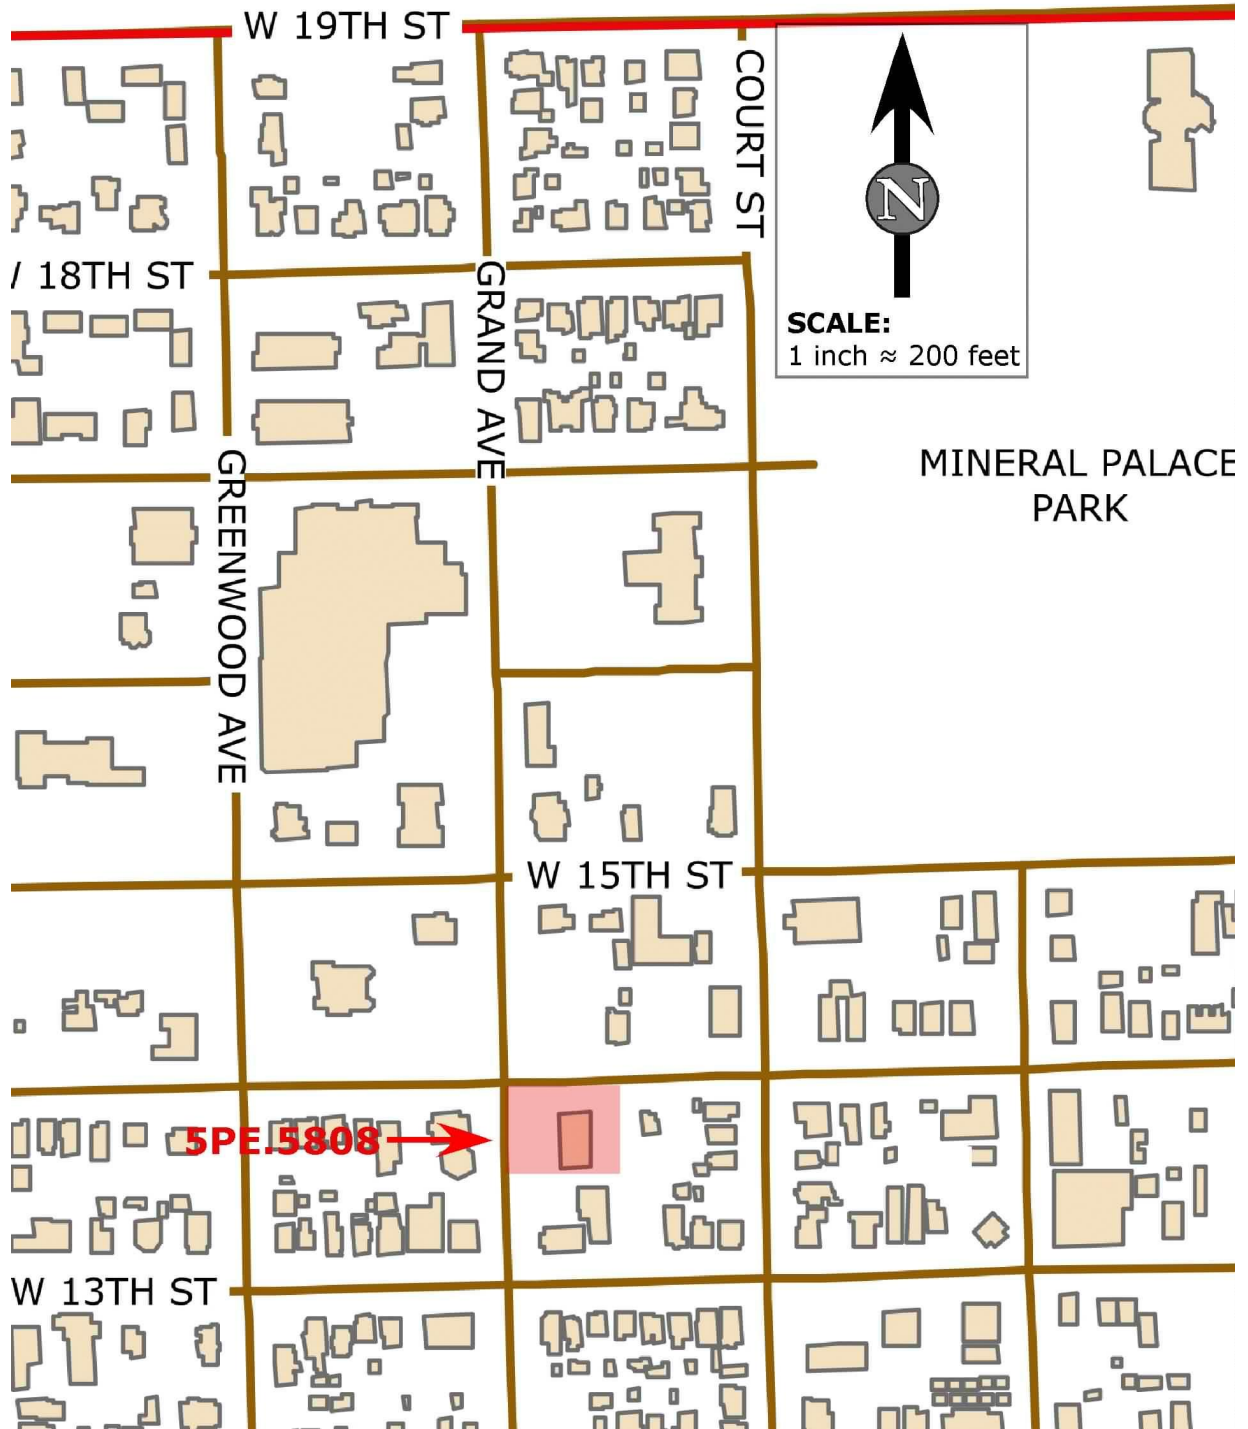 W 19TH ST
COURT ST
N
W 18TH ST
GRAND AVE
SCALE:
1 inch ≈ 200 feet
GREENWOOD AVE
MINERAL PALACE
PARK
W 15TH ST
5PE.5808
W 13TH ST